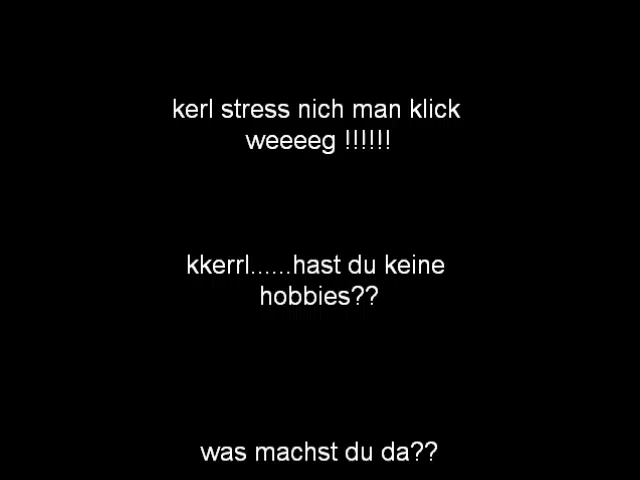 kerl stress nich man klick
weeeeg !!!!!!
kkerrl......hast du keine
hobbies??
was machst du da??